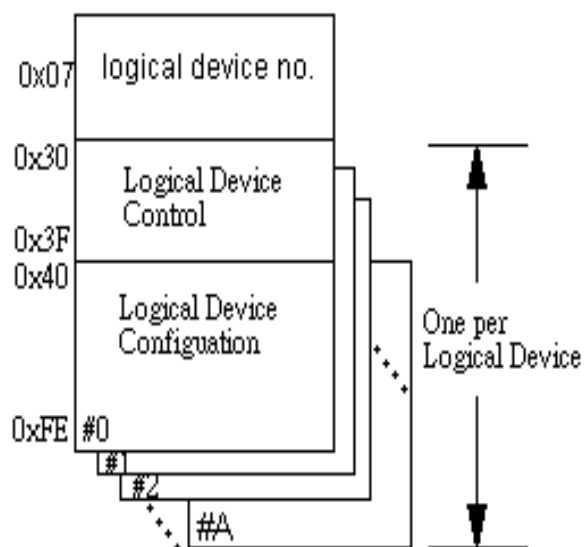 0x07
logical device no.
0x30
Logical Device
Control
0x3F
0x40
Logical Device
Configuation
One per
Logical Device
0xFE
#0
#1
#2
#A